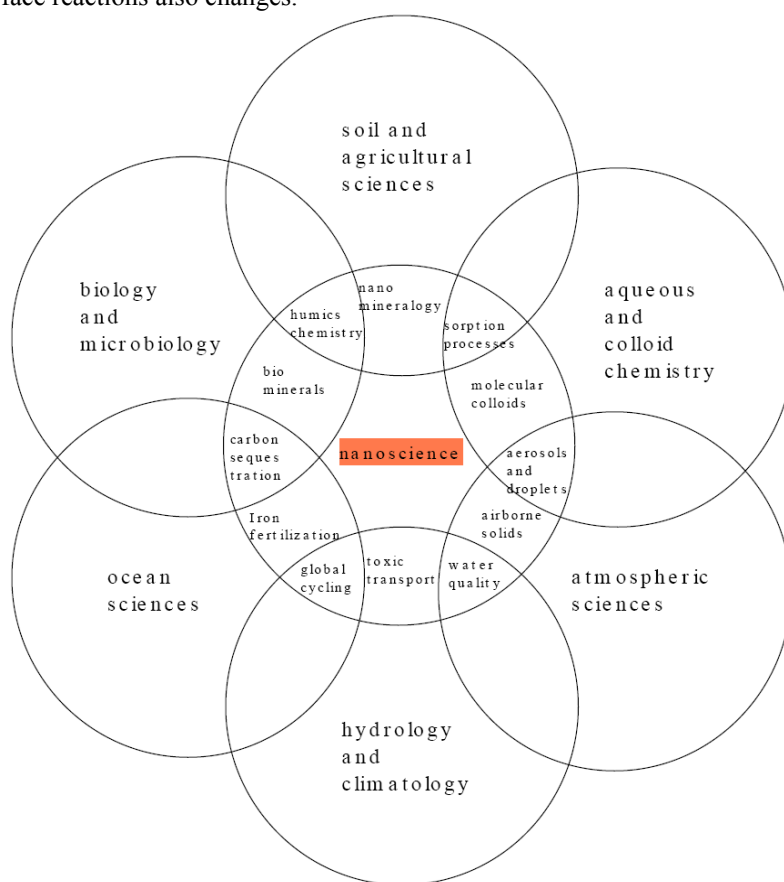 face reactions also changes.
soil and
agricultural
sciences
biology
and
microbiology
aqueous
and
colloid
chemistry
nano
mineralogy
humics
chemistry
sorption
processes
bio
minerals
molecular
colloids
carbon
seques
tration
nanoscience
aerosols
and
droplets
Iron
fertilization
airborne
solids
global
cycling
toxic
transport
water
quality
ocean
sciences
atmospheric
sciences
hydrology
and
climatology